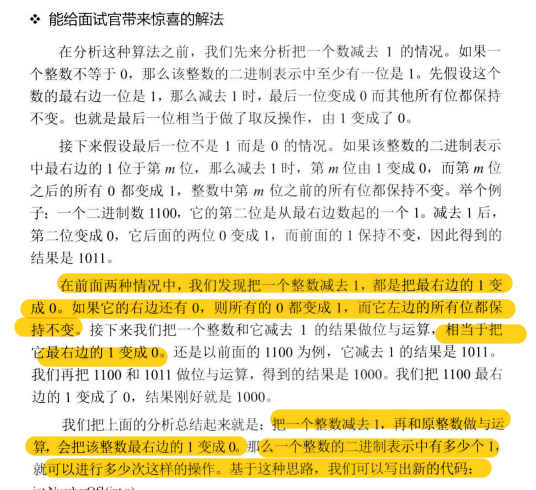 ❖ 能给面试官带来惊喜的解法
在分析这种算法之前，我们先来分析把一个数减去 1 的情况。如果一
个整数不等于 0，那么该整数的二进制表示中至少有一位是 1。先假设这个
数的最右边一位是 1，那么减去 1 时，最后一位变成 0 而其他所有位都保持
不变。也就是最后一位相当于做了取反操作，由 1 变成了 0。
接下来假设最后一位不是 1 而是 0 的情况。如果该整数的二进制表示
中最右边的 1 位于第 m 位，那么减去 1 时，第 m 位由 1 变成 0，而第 m 位
之后的所有 0 都变成 1，整数中第 m 位之前的所有位都保持不变。举个例
子：一个二进制数 1100，它的第二位是从最右边数起的一个 1。减去 1 后，
第二位变成 0，它后面的两位 0 变成 1，而前面的 1 保持不变，因此得到的
结果是 1011。
在前面两种情况中，我们发现把一个整数减去 1，都是把最右边的 1 变
成 0。如果它的右边还有 0，则所有的 0 都变成 1，而它左边的所有位都保
持不变。接下来我们把一个整数和它减去 1 的结果做位与运算，相当于把
它最右边的 1 变成 0。还是以前面的 1100 为例，它减去 1 的结果是 1011。
我们再把 1100 和 1011 做位与运算，得到的结果是 1000。我们把 1100 最右
边的 1 变成了 0，结果刚好就是 1000。
我们把上面的分析总结起来就是：把一个整数减去 1，再和原整数做与运
算，会把该整数最右边的 1 变成 0。那么一个整数的二进制表示中有多少个 1，
就可以进行多少次这样的操作。基于这种思路，我们可以写出新的代码：